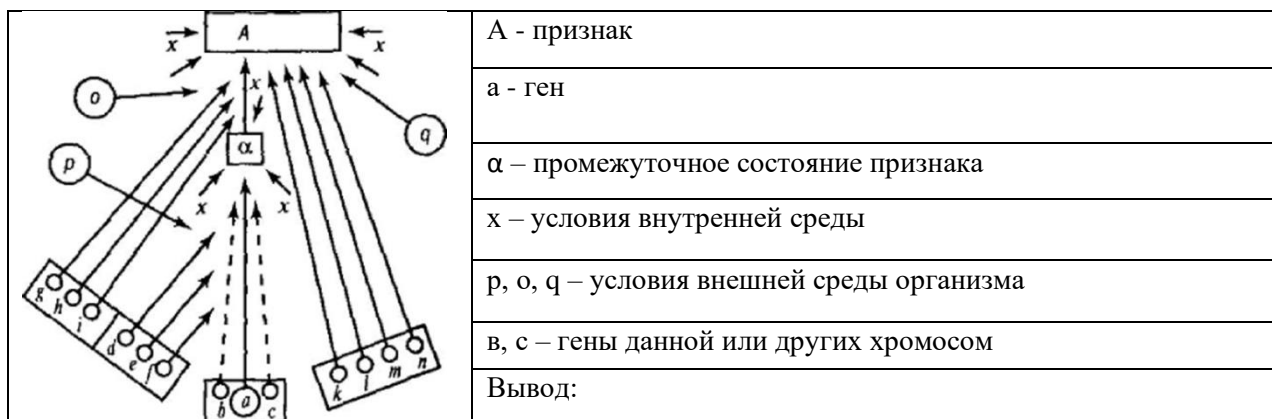 A
x
x
o
x
q
α
p
x
x
g
h
i
d
e
f
k
l
m
n
b
a
c
А - признак
а - ген
α – промежуточное состояние признака
х – условия внутренней среды
р, о, q – условия внешней среды организма
в, с – гены данной или других хромосом
Вывод: